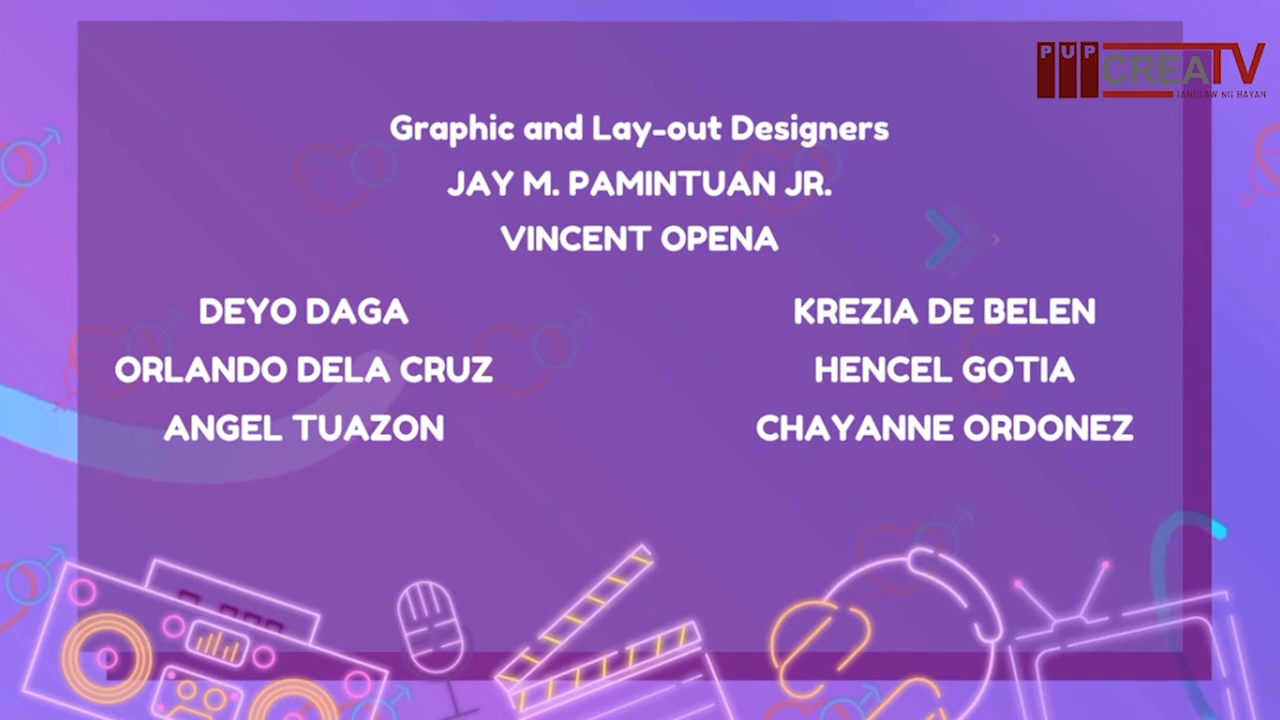 PUP CREATV
TANGLAW NG BAYAN
Graphic and Lay-out Designers
JAY M. PAMINTUAN JR.
VINCENT OPENA
DEYO DAGA
KREZIA DE BELEN
ORLANDO DELA CRUZ
HENCEL GOTIA
ANGEL TUAZON
CHAYANNE ORDONEZ